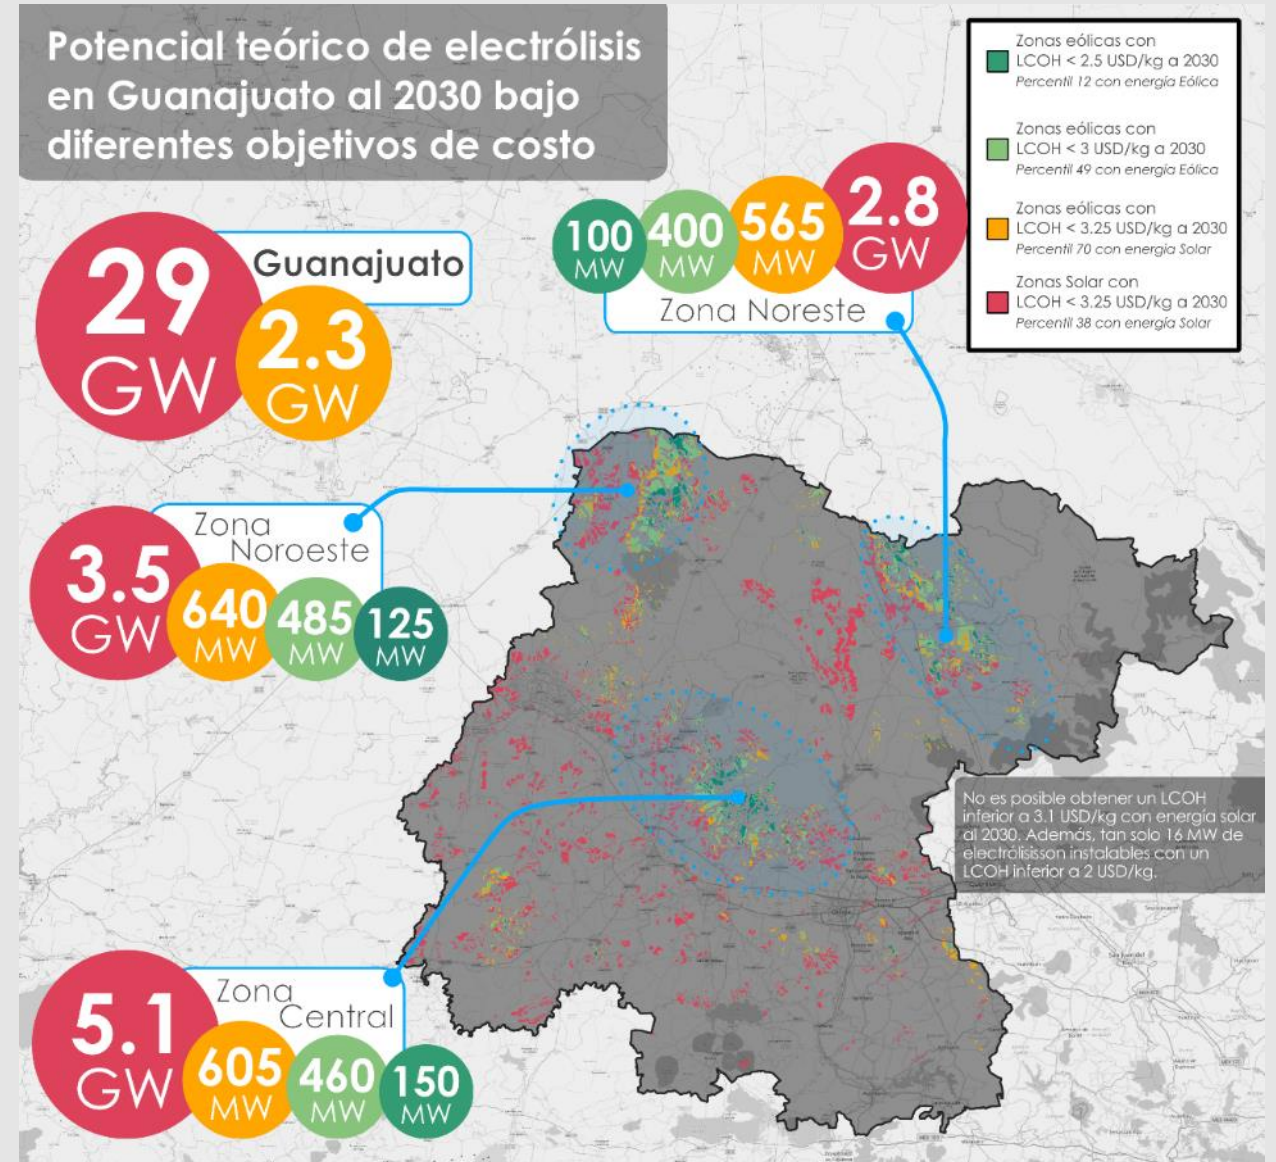 Potencial teórico de electrólisis
en Guanajuato al 2030 bajo
diferentes objetivos de costo
Zonas eólicas con
LCOH < 2.5 USD/kg a 2030
Percentil 12 con energía Eólica
Zonas eólicas con
LCOH < 3 USD/kg a 2030
Percentil 49 con energía Eólica
Zonas eólicas con
LCOH < 3.25 USD/kg a 2030
Percentil 70 con energía Solar
Zonas Solar con
LCOH < 3.25 USD/kg a 2030
Percentil 38 con energía Solar
29
GW
Guanajuato
2.3
GW
100
MW
400
MW
565
MW
2.8
GW
Zona Noreste
Zona
Noroeste
3.5
GW
640
MW
485
MW
125
MW
No es posible obtener un LCOH
inferior a 3.1 USD/kg con energía solar
al 2030. Además, tan solo 16 MW de
electrólisisson instalables con un
LCOH inferior a 2 USD/kg.
Zona
Central
5.1
GW
605
MW
460
MW
150
MW